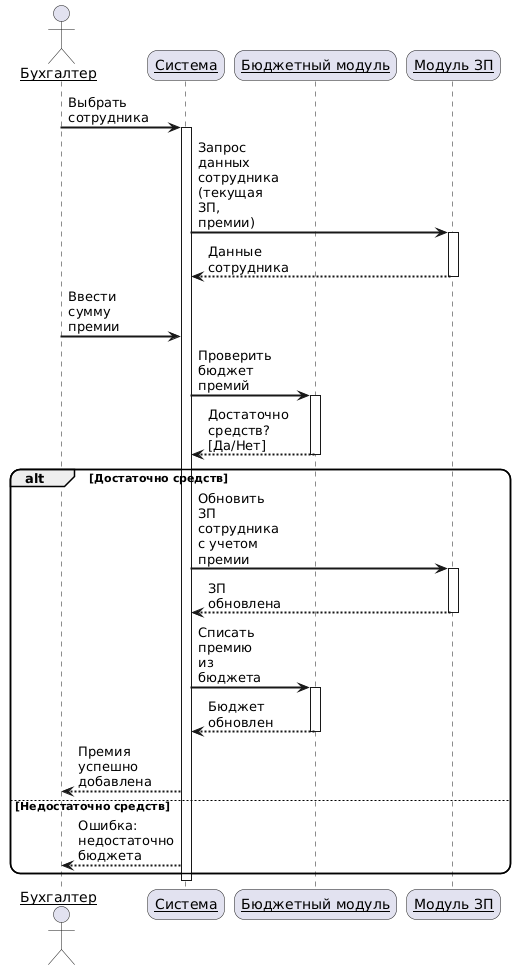 Бухгалтер
Система
Бюджетный модуль
Модуль ЗП
Выбрать
сотрудника
Запрос
данных
сотрудника
(текущая
ЗП,
премии)
Данные
сотрудника
Ввести
сумму
премии
Проверить
бюджет
премий
Достаточно
средств?
[Да/Нет]
alt
[Достаточно средств]
Обновить
ЗП
сотрудника
с учетом
премии
ЗП
обновлена
Списать
премию
из
бюджета
Бюджет
обновлен
Премия
успешно
добавлена
[Недостаточно средств]
Ошибка:
недостаточно
бюджета
Бухгалтер
Система
Бюджетный модуль
Модуль ЗП